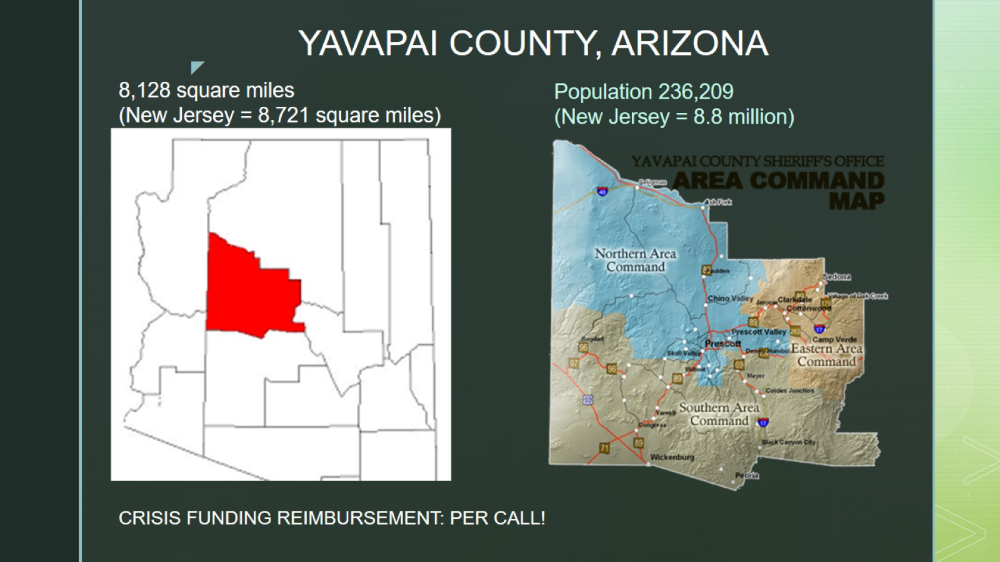 YAVAPAI COUNTY, ARIZONA
8,128 square miles
(New Jersey = 8,721 square miles)
Population 236,209
(New Jersey = 8.8 million)
YAVAPAI COUNTY SHERIFF'S OFFICE
AREA COMMAND
MAP
Seligman
40
Ash Fork
Northern Area
Command
89
Paulden
Sedona
Village of Oak Creek
Chino Valley
Jerome
Clarkdale
89
179
Cottonwood
89
17
Prescott Valley
Camp Verde
Bagdad
96
Prescott
Eastern Area
Command
Skull Valley
97
96
Wilhoit
69
89
Mayer
Cordes Junction
93
Southern Area
Command
Yarnell
Congress
17
71
89
Black Canyon City
Wickenburg
Peoria
CRISIS FUNDING REIMBURSEMENT: PER CALL!